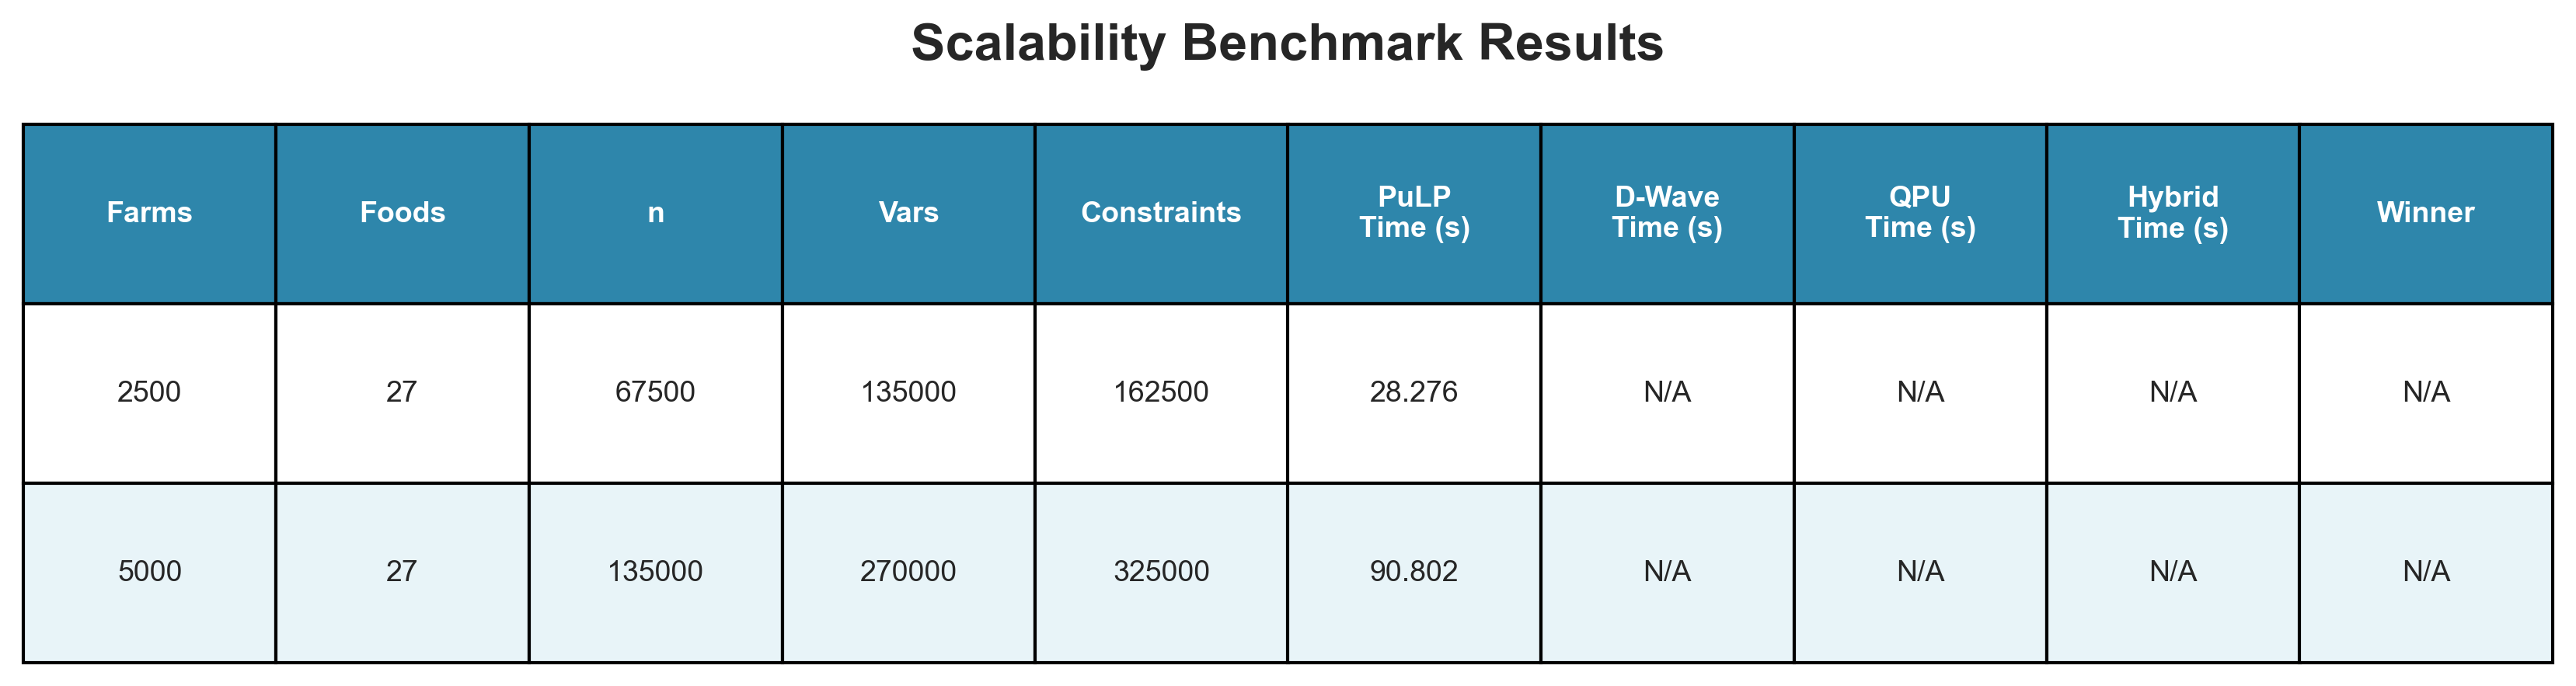 Scalability Benchmark Results
Farms Foods n Vars Constraints PuLP Time (s) D-Wave Time (s) QPU Time (s) Hybrid Time (s) Winner
2500 27 67500 135000 162500 28.276 N/A N/A N/A N/A
5000 27 135000 270000 325000 90.802 N/A N/A N/A N/A